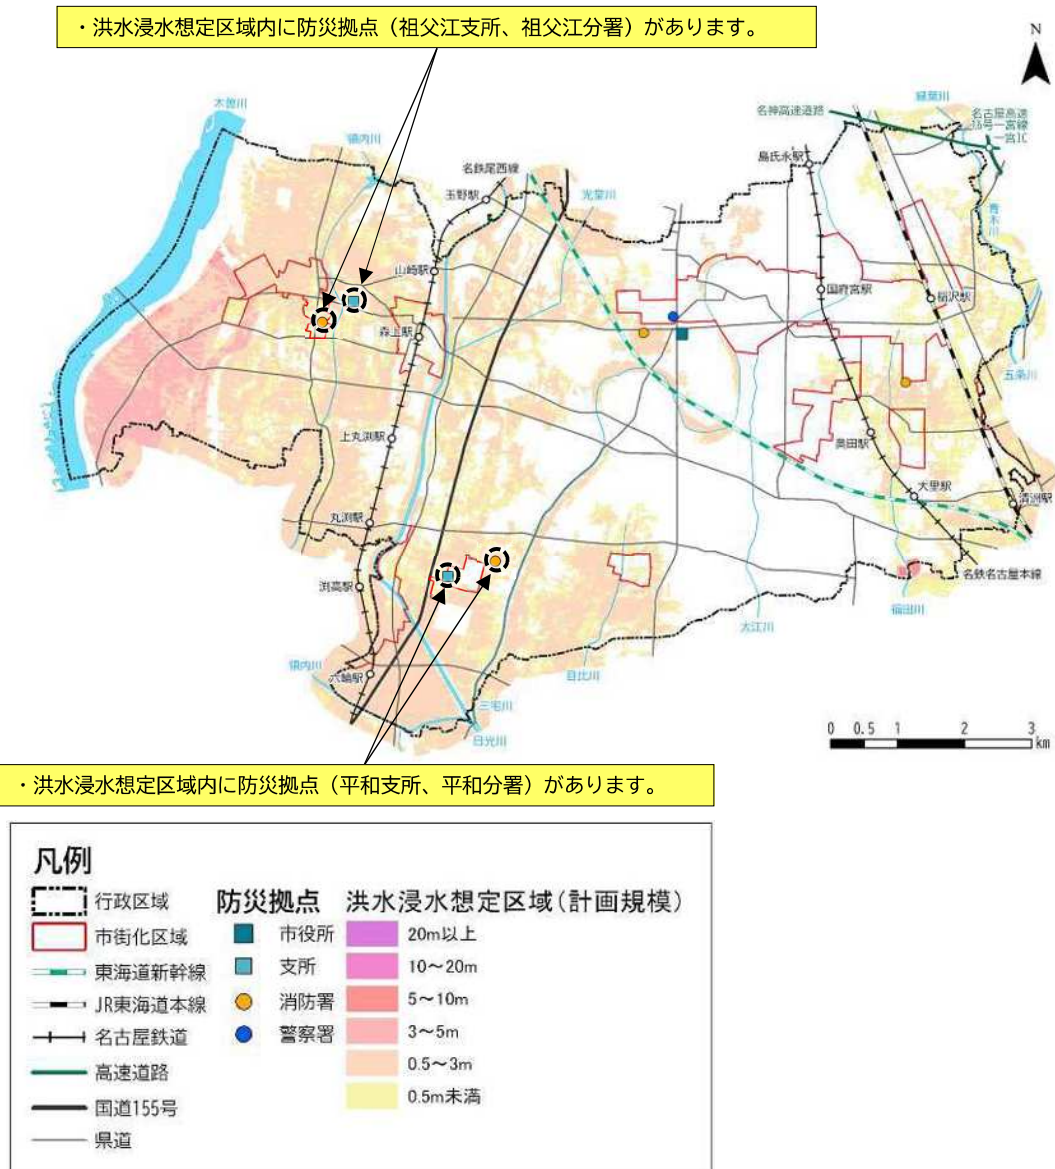 ・洪水浸水想定区域内に防災拠点（祖父江支所、祖父江分署）があります。
N
木曽川
領内川
名鉄尾西線
玉野駅
光堂川
名神高速道路
縁葉川
名古屋高速
16号一宮線
一宮IC
島氏永駅
青木川
山崎駅
国府宮駅
稲沢駅
森上駅
五条川
上丸渕駅
奥田駅
大里駅
清洲駅
丸渕駅
渕高駅
名鉄名古屋本線
福田川
大江川
領内川
六輪駅
目比川
三宅川
日光川
0 0.5 1 2 3
km
・洪水浸水想定区域内に防災拠点（平和支所、平和分署）があります。
凡例
行政区域
市街化区域
東海道新幹線
JR東海道本線
名古屋鉄道
高速道路
国道155号
県道
防災拠点
市役所
支所
消防署
警察署
洪水浸水想定区域(計画規模)
20m以上
10～20m
5～10m
3～5m
0.5～3m
0.5m未満